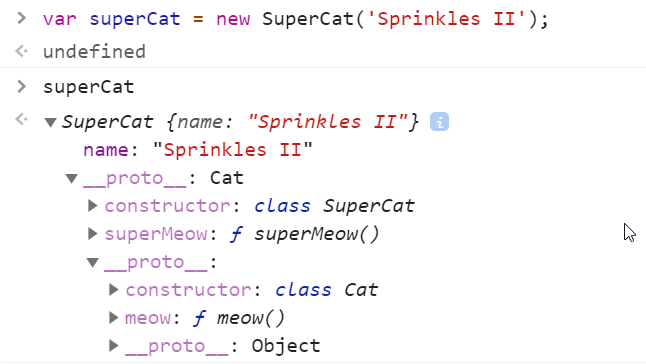 > var superCat = new SuperCat('Sprinkles II');
undefined
> superCat
SuperCat {name: "Sprinkles II"} i
name: "Sprinkles II"
__proto__: Cat
constructor: class SuperCat
superMeow: ƒ superMeow()
__proto__:
constructor: class Cat
meow: ƒ meow()
__proto__: Object